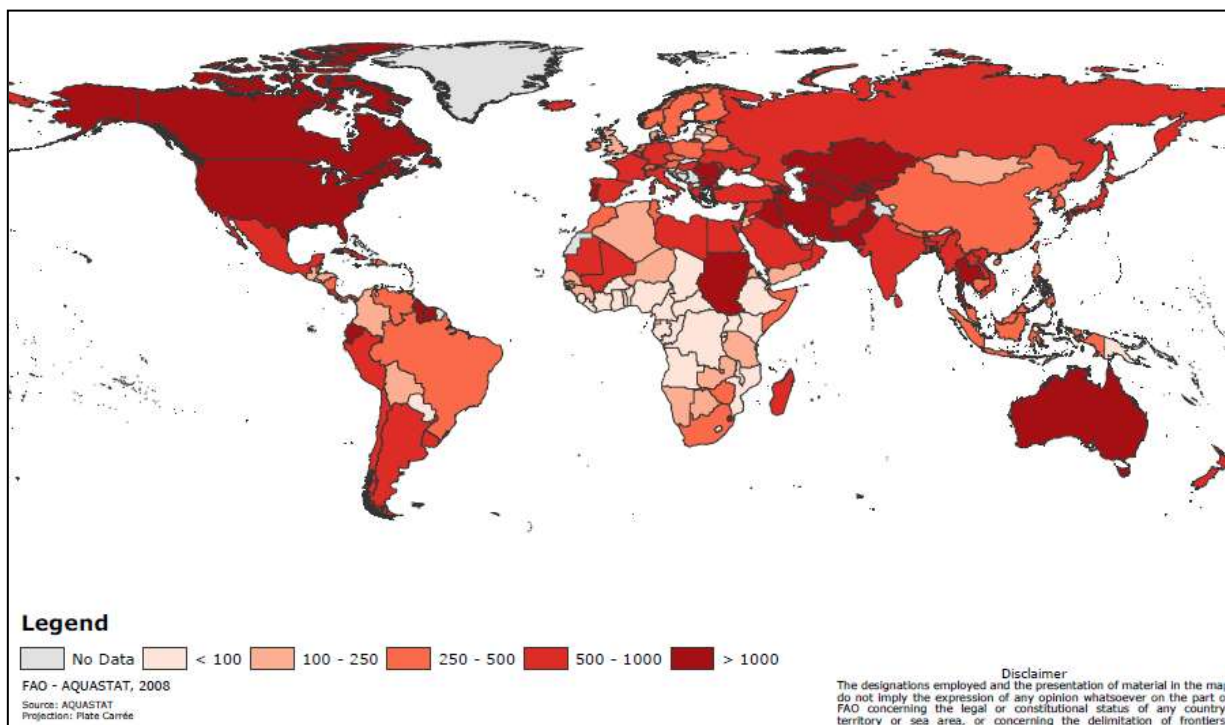 Legend
No Data < 100 100 - 250 250 - 500 500 - 1000 > 1000
FAO - AQUASTAT, 2008
Source: AQUASTAT
Projection: Plate Carrée
Disclaimer
The designations employed and the presentation of material in the map
do not imply the expression of any opinion whatsoever on the part o
FAO concerning the legal or constitutional status of any country
territory or sea area, or concerning the delimitation of frontiers